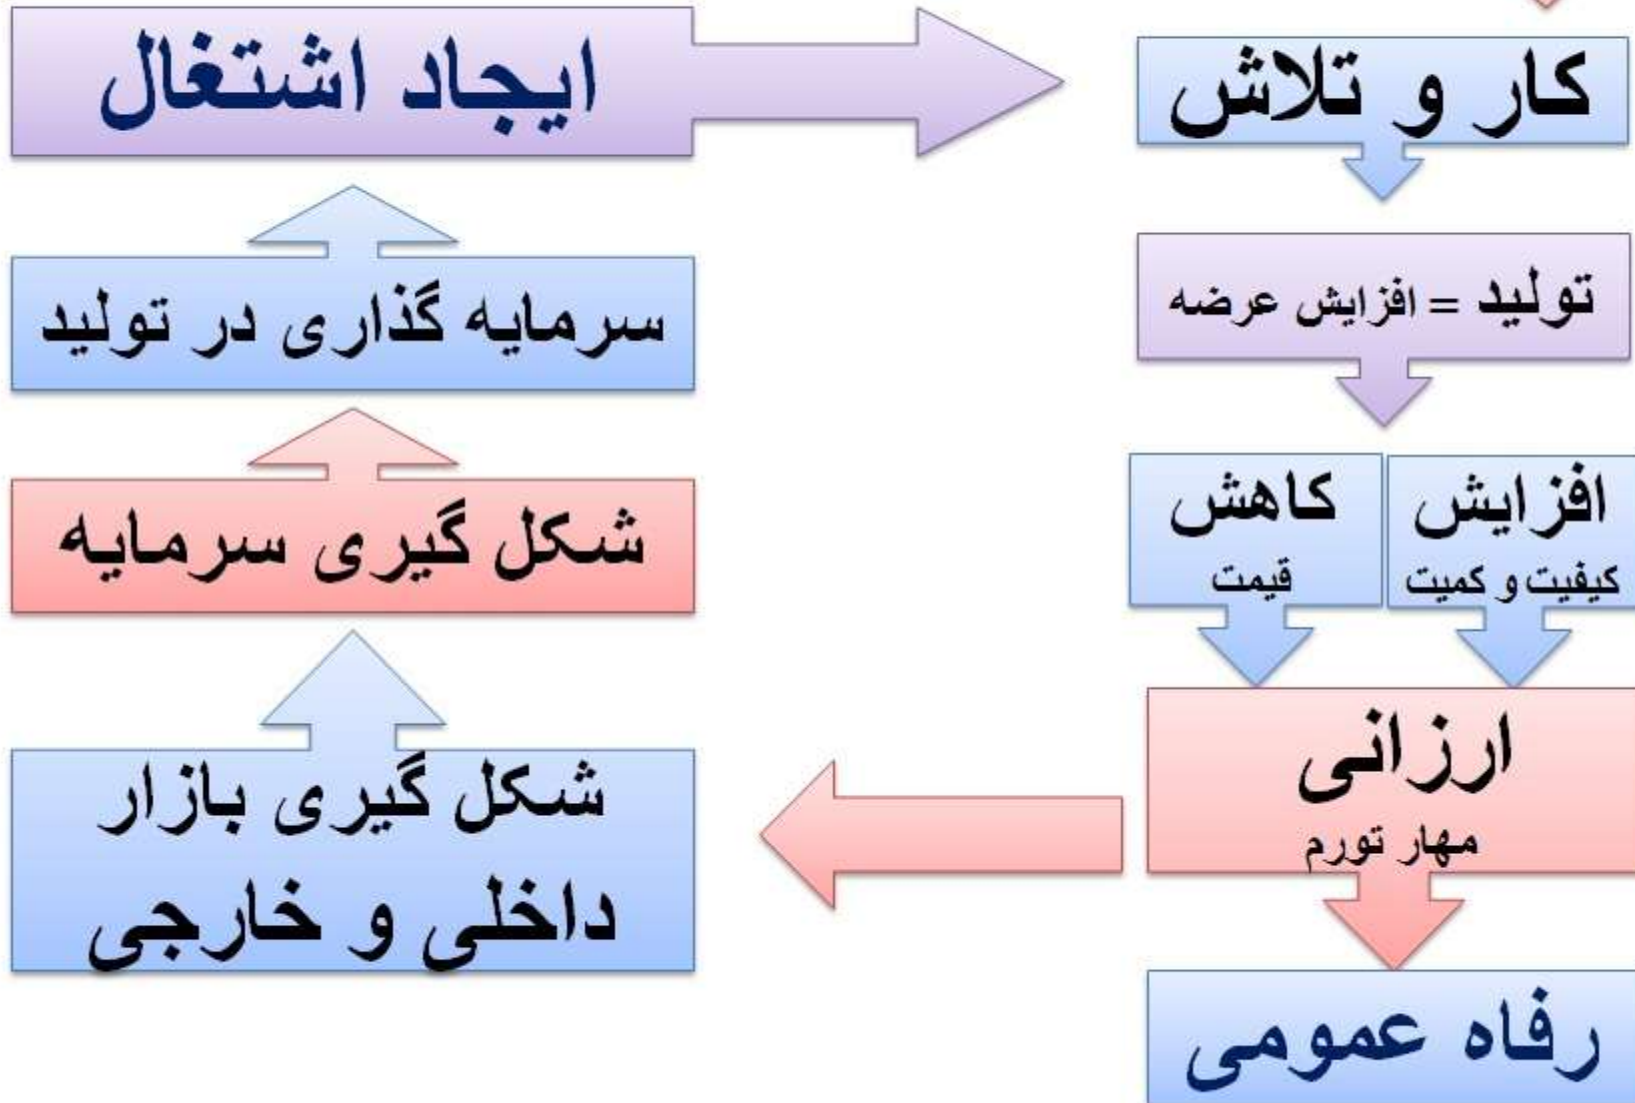 کار و تلاش
تولید = افزایش عرضه
افزایش
کیفیت و کمیت
کاهش
قیمت
ارزانی
مهار تورم
رفاه عمومی
شکل گیری بازار
داخلی و خارجی
شکل گیری سرمایه
سرمایه گذاری در تولید
ایجاد اشتغال